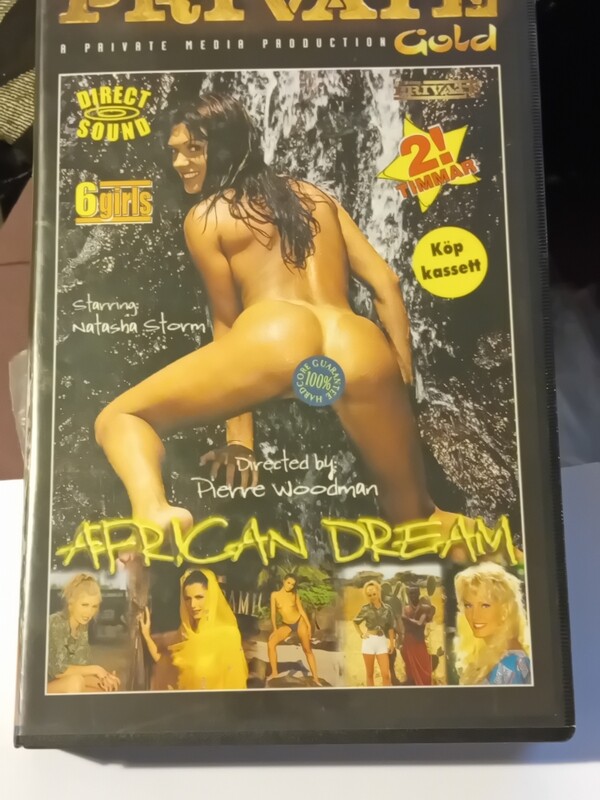 PRIVATE
A PRIVATE MEDIA PRODUCTION
Gold
DIRECT
SOUND
PRIVATE
2!
TIMMAR
6girls
Köp
kassett
Starring:
Natasha Storm
100%
HARDCORE GUARANTEE
Directed by:
Pierre Woodman
AFRICAN DREAM